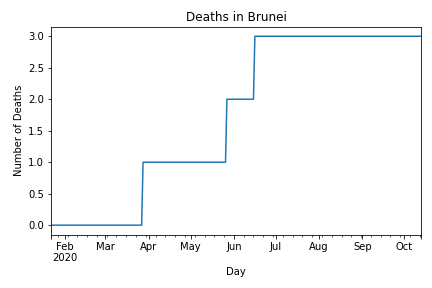 Deaths in Brunei
Number of Deaths
3.0
2.5
2.0
1.5
1.0
0.5
0.0
Feb Mar Apr May Jun Jul Aug Sep Oct
2020
Day